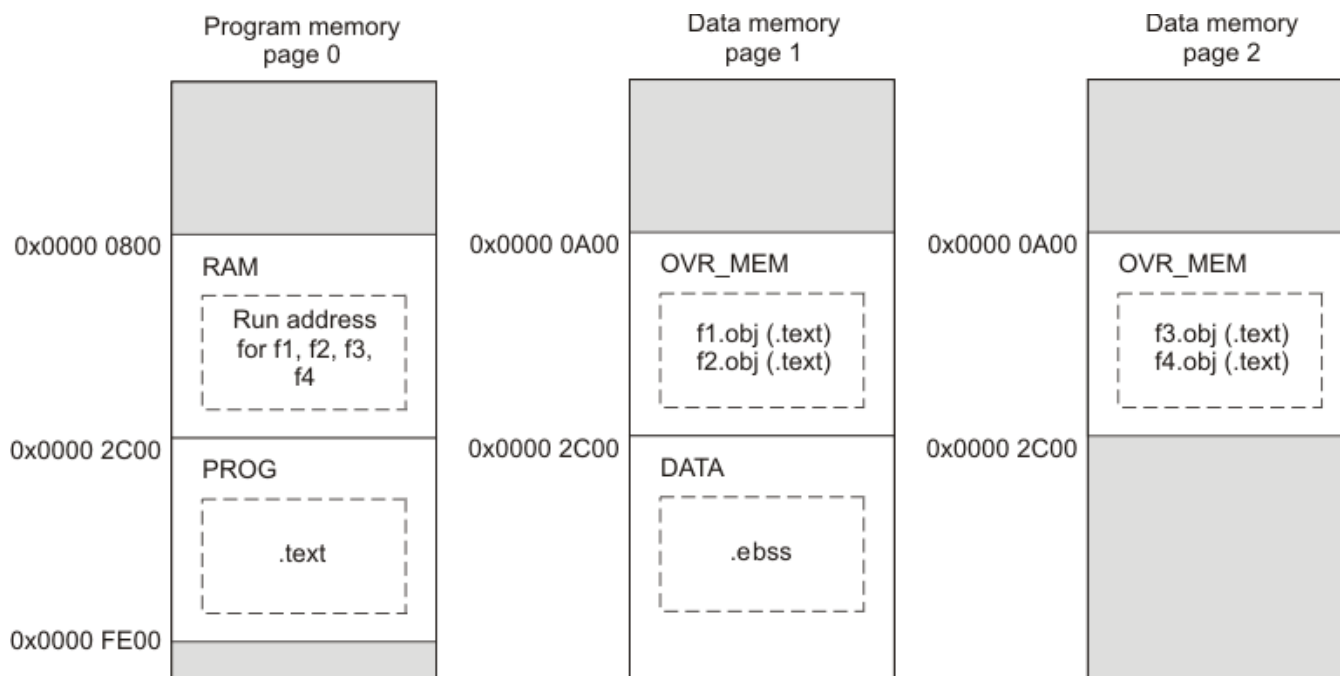 Program memory
page 0
0x0000 0800
RAM
Run address
for f1, f2, f3,
f4
0x0000 2C00
PROG
.text
0x0000 FE00
Data memory
page 1
0x0000 0A00
OVR_MEM
f1.obj (.text)
f2.obj (.text)
0x0000 2C00
DATA
.ebss
Data memory
page 2
0x0000 0A00
OVR_MEM
f3.obj (.text)
f4.obj (.text)
0x0000 2C00